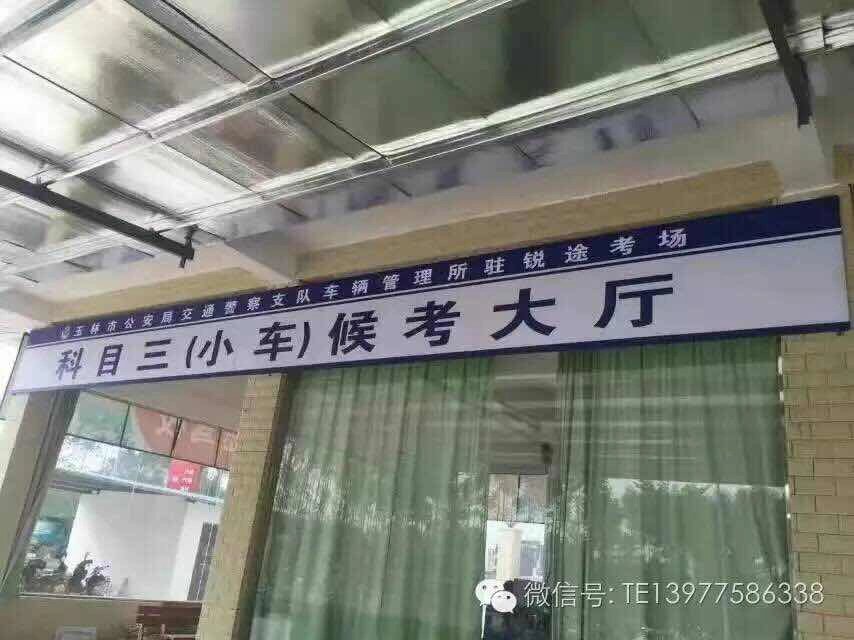 玉林市公安局交通警察支队车辆管理所驻锐途考场
科目三(小车)候考大厅
微信号: TE13977586338